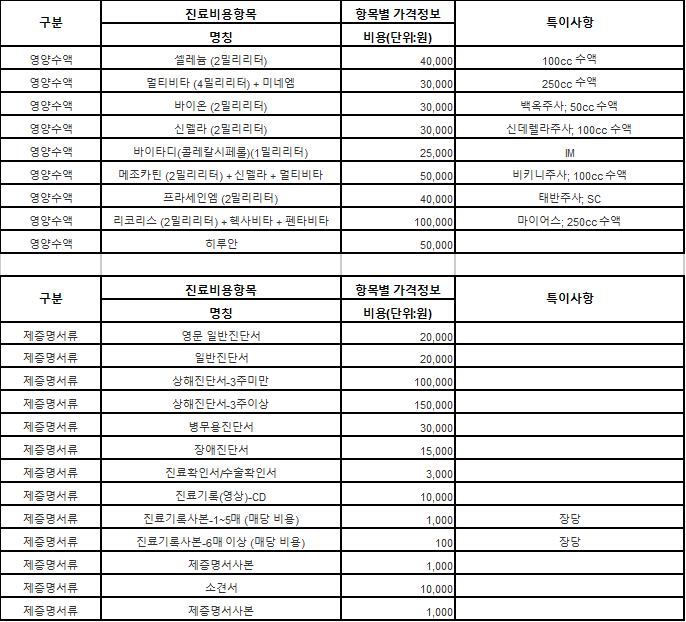 구분 진료비용항목 항목별 가격정보 특이사항
명칭 비용(단위:원)
영양수액 셀레늄 (2밀리리터) 40,000 100cc 수액
영양수액 멀티비타 (4밀리리터) + 미네엠 30,000 250cc 수액
영양수액 바이온 (2밀리리터) 30,000 백옥주사; 50cc 수액
영양수액 신델라 (2밀리리터) 30,000 신데렐라주사; 100cc 수액
영양수액 바이타디(콜레칼시페롤)(1밀리리터) 25,000 IM
영양수액 메조카틴 (2밀리리터) + 신델라 + 멀티비타 50,000 비키니주사; 100cc 수액
영양수액 프라세인엠 (2밀리리터) 40,000 태반주사; SC
영양수액 리코리스 (2밀리리터) + 헥사비타 + 펜타비타 100,000 마이어스; 250cc 수액
영양수액 히루안 50,000
구분 진료비용항목 항목별 가격정보 특이사항
명칭 비용(단위:원)
제증명서류 영문 일반진단서 20,000
제증명서류 일반진단서 20,000
제증명서류 상해진단서-3주미만 100,000
제증명서류 상해진단서-3주이상 150,000
제증명서류 병무용진단서 30,000
제증명서류 장애진단서 15,000
제증명서류 진료확인서/수술확인서 3,000
제증명서류 진료기록(영상)-CD 10,000
제증명서류 진료기록사본-1~5매 (매당 비용) 1,000 장당
제증명서류 진료기록사본-6매 이상 (매당 비용) 100 장당
제증명서류 제증명서사본 1,000
제증명서류 소견서 10,000
제증명서류 제증명서사본 1,000